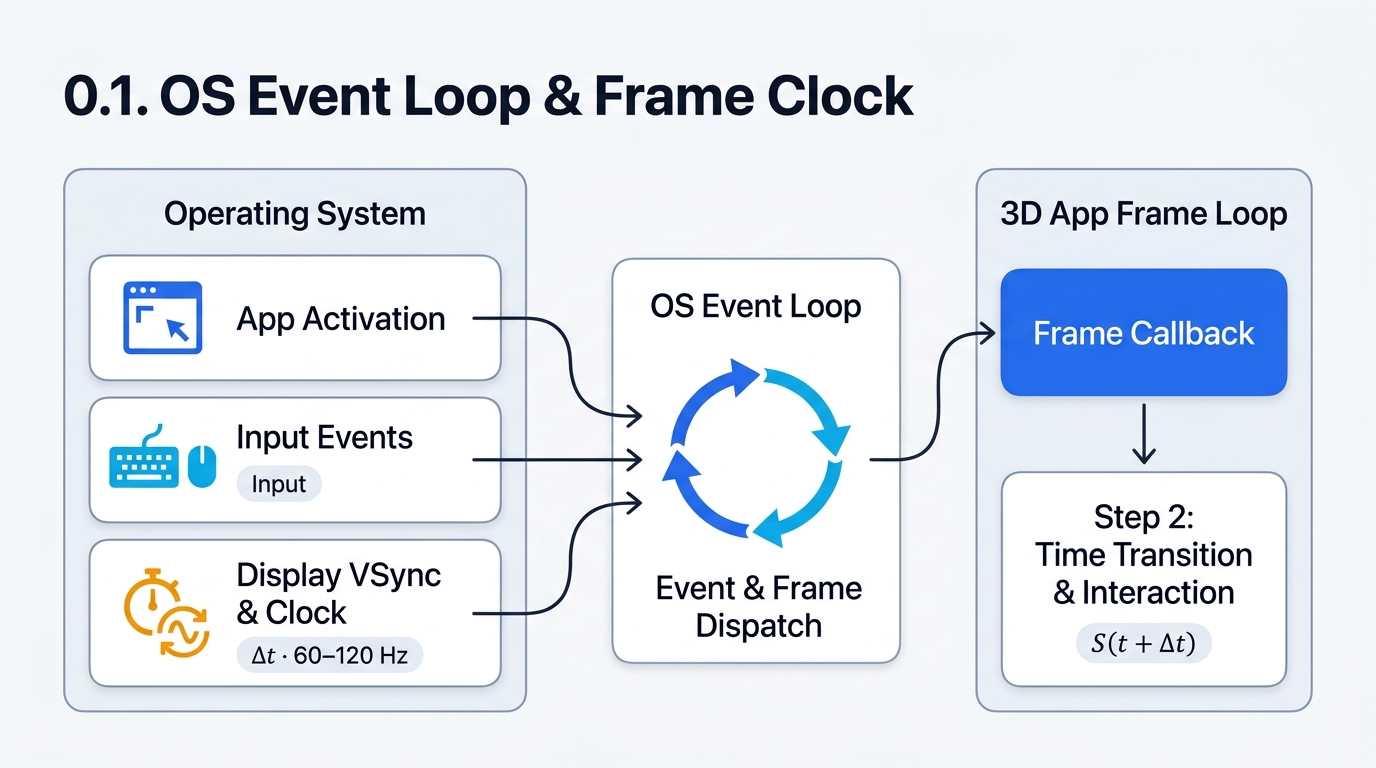 0.1. OS Event Loop & Frame Clock
Operating System
App Activation
Input Events
Input
Display VSync
& Clock
Δt · 60–120 Hz
OS Event Loop
Event & Frame
Dispatch
3D App Frame Loop
Frame Callback
Step 2:
Time Transition
& Interaction
S(t + Δt)